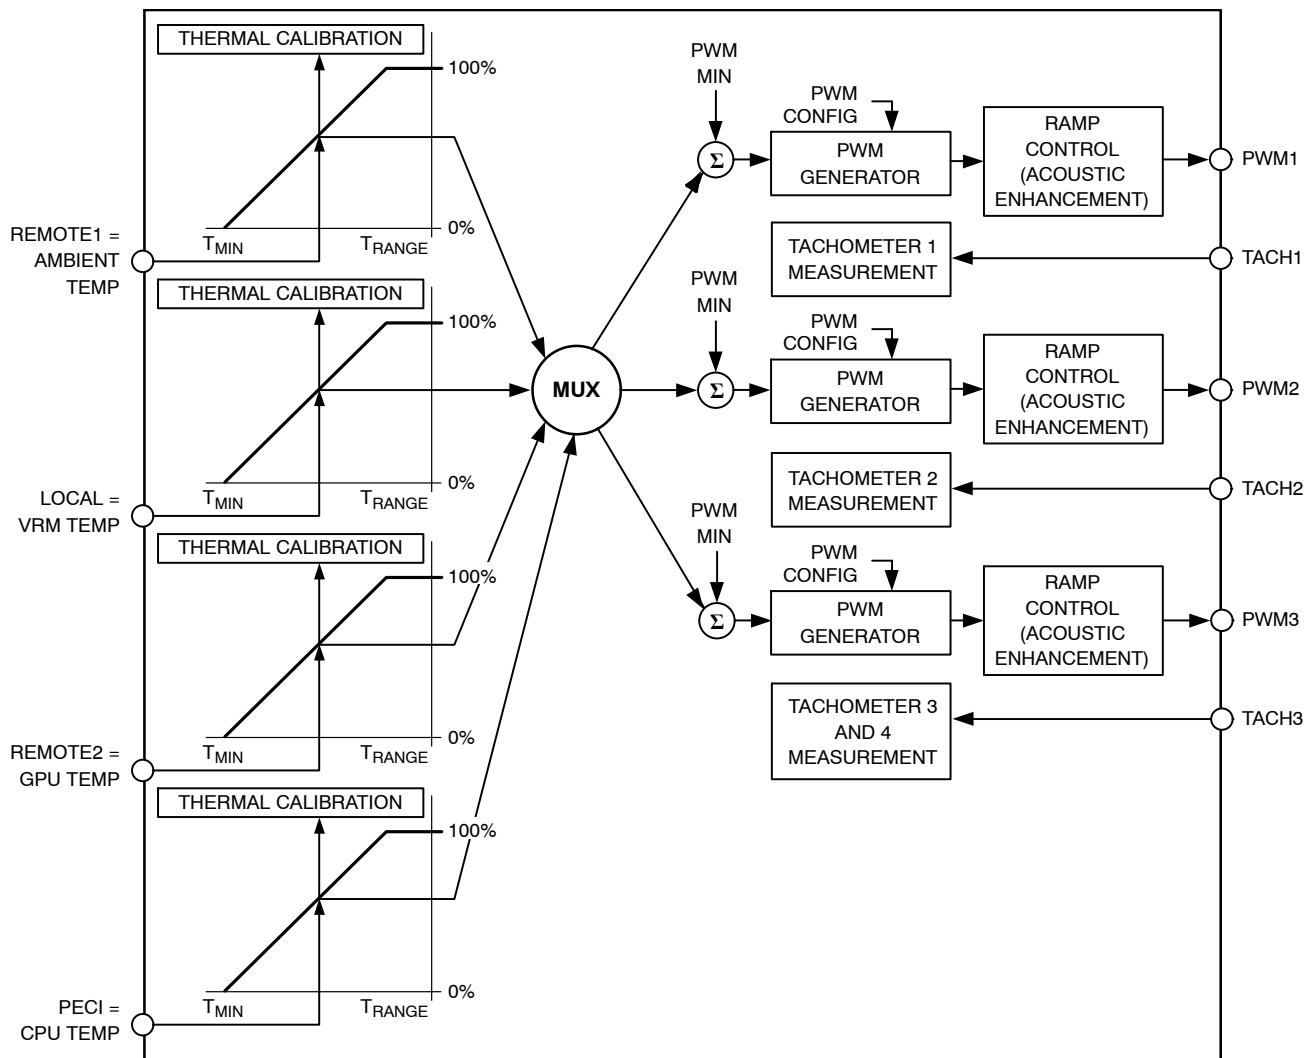 THERMAL CALIBRATION
100%
0%
TMIN
TRANGE
REMOTE1 =
AMBIENT
TEMP
THERMAL CALIBRATION
100%
0%
TMIN
TRANGE
LOCAL =
VRM TEMP
THERMAL CALIBRATION
100%
0%
TMIN
TRANGE
REMOTE2 =
GPU TEMP
THERMAL CALIBRATION
100%
0%
TMIN
TRANGE
PECI =
CPU TEMP
MUX
PWM
MIN
Σ
PWM
CONFIG
PWM
GENERATOR
RAMP
CONTROL
(ACOUSTIC
ENHANCEMENT)
PWM1
TACHOMETER 1
MEASUREMENT
TACH1
PWM
MIN
Σ
PWM
CONFIG
PWM
GENERATOR
RAMP
CONTROL
(ACOUSTIC
ENHANCEMENT)
PWM2
TACHOMETER 2
MEASUREMENT
TACH2
PWM
MIN
Σ
PWM
CONFIG
PWM
GENERATOR
RAMP
CONTROL
(ACOUSTIC
ENHANCEMENT)
PWM3
TACHOMETER 3
AND 4
MEASUREMENT
TACH3